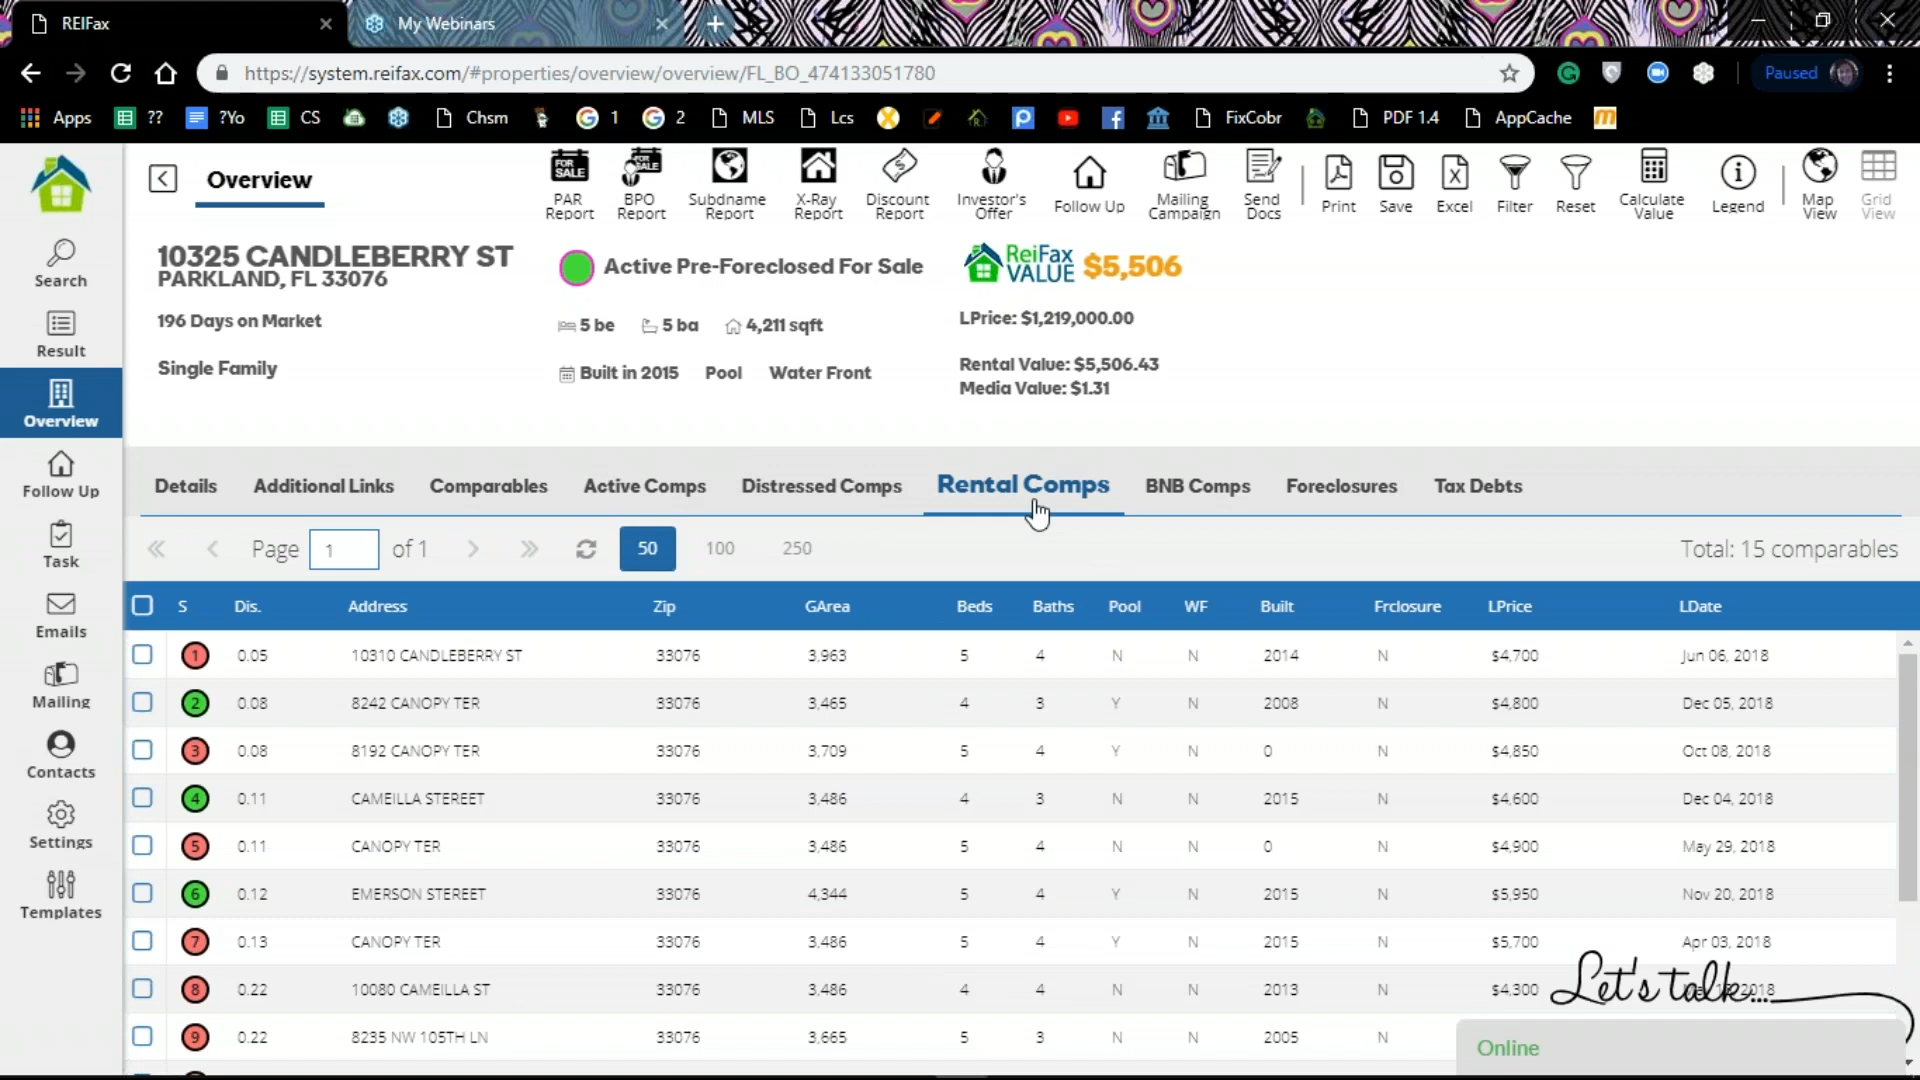 REIFax
My Webinars
https://system.reifax.com/#properties/overview/overview/FL_BO_474133051780
Paused
Apps ?? ?Yo CS Chsm 1 2 MLS Lcs FixCobr PDF 1.4 AppCache
Overview
FOR SALE PAR Report
BPO Report
Subdname Report
X-Ray Report
Discount Report
Investor's Offer
Follow Up
Mailing Campaign
Send Docs
Print
Save
Excel
Filter
Reset
Calculate Value
Legend
Map View
Grid View
10325 CANDLEBERRY ST
PARKLAND, FL 33076
Active Pre-Foreclosed For Sale
ReiFax VALUE $5,506
196 Days on Market
5 be 5 ba 4,211 sqft
LPrice: $1,219,000.00
Single Family
Built in 2015 Pool Water Front
Rental Value: $5,506.43
Media Value: $1.31
Search
Result
Overview
Follow Up
Task
Emails
Mailing
Contacts
Settings
Templates
Details Additional Links Comparables Active Comps Distressed Comps Rental Comps BNB Comps Foreclosures Tax Debts
Page 1 of 1 50 100 250 Total: 15 comparables
S Dis. Address Zip GArea Beds Baths Pool WF Built Frclosure LPrice LDate
1 0.05 10310 CANDLEBERRY ST 33076 3,963 5 4 N N 2014 N $4,700 Jun 06, 2018
2 0.08 8242 CANOPY TER 33076 3,465 4 3 Y N 2008 N $4,800 Dec 05, 2018
3 0.08 8192 CANOPY TER 33076 3,709 5 4 Y N 0 N $4,850 Oct 08, 2018
4 0.11 CAMEILLA STEREET 33076 3,486 4 3 N N 2015 N $4,600 Dec 04, 2018
5 0.11 CANOPY TER 33076 3,486 5 4 N N 0 N $4,900 May 29, 2018
6 0.12 EMERSON STEREET 33076 4,344 5 4 Y N 2015 N $5,950 Nov 20, 2018
7 0.13 CANOPY TER 33076 3,486 5 4 Y N 2015 N $5,700 Apr 03, 2018
8 0.22 10080 CAMEILLA ST 33076 3,486 4 4 N N 2013 N $4,300 2018
9 0.22 8235 NW 105TH LN 33076 3,665 5 3 N N 2005 N
Let's talk...
Online